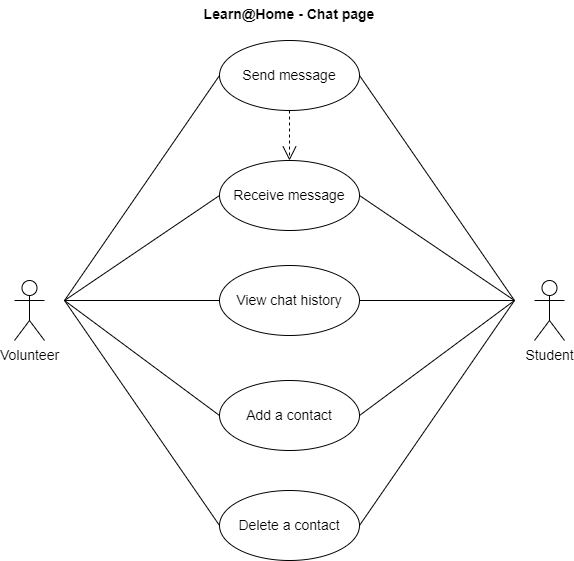 Learn@Home - Chat page
Send message
Receive message
View chat history
Volunteer
Student
Add a contact
Delete a contact